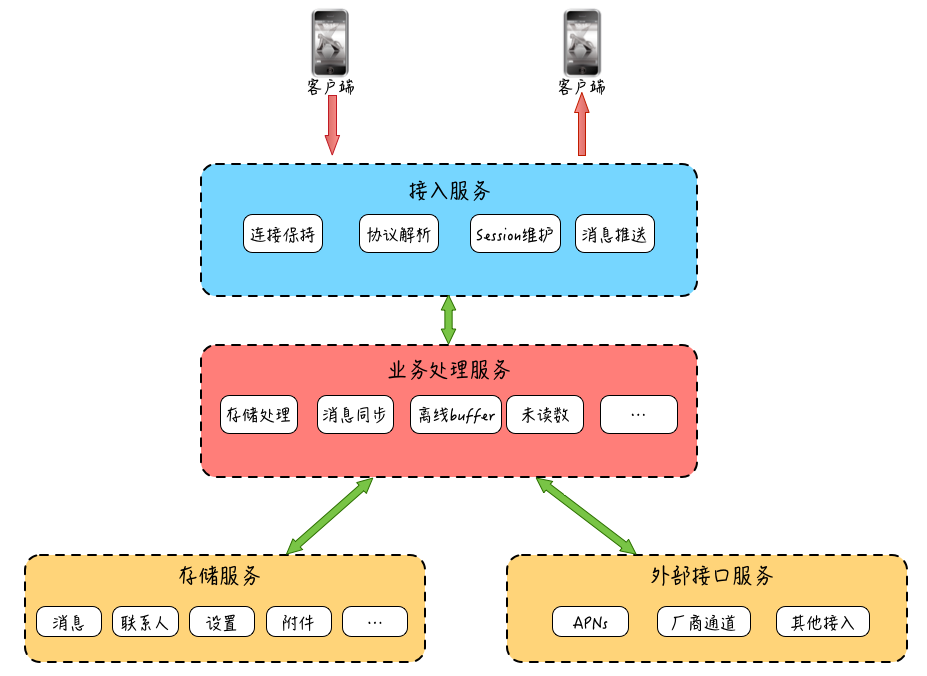 客户端
客户端
接入服务
连接保持
协议解析
Session维护
消息推送
业务处理服务
存储处理
消息同步
离线buffer
未读数
...
存储服务
消息
联系人
设置
附件
...
外部接口服务
APNs
厂商通道
其他接入